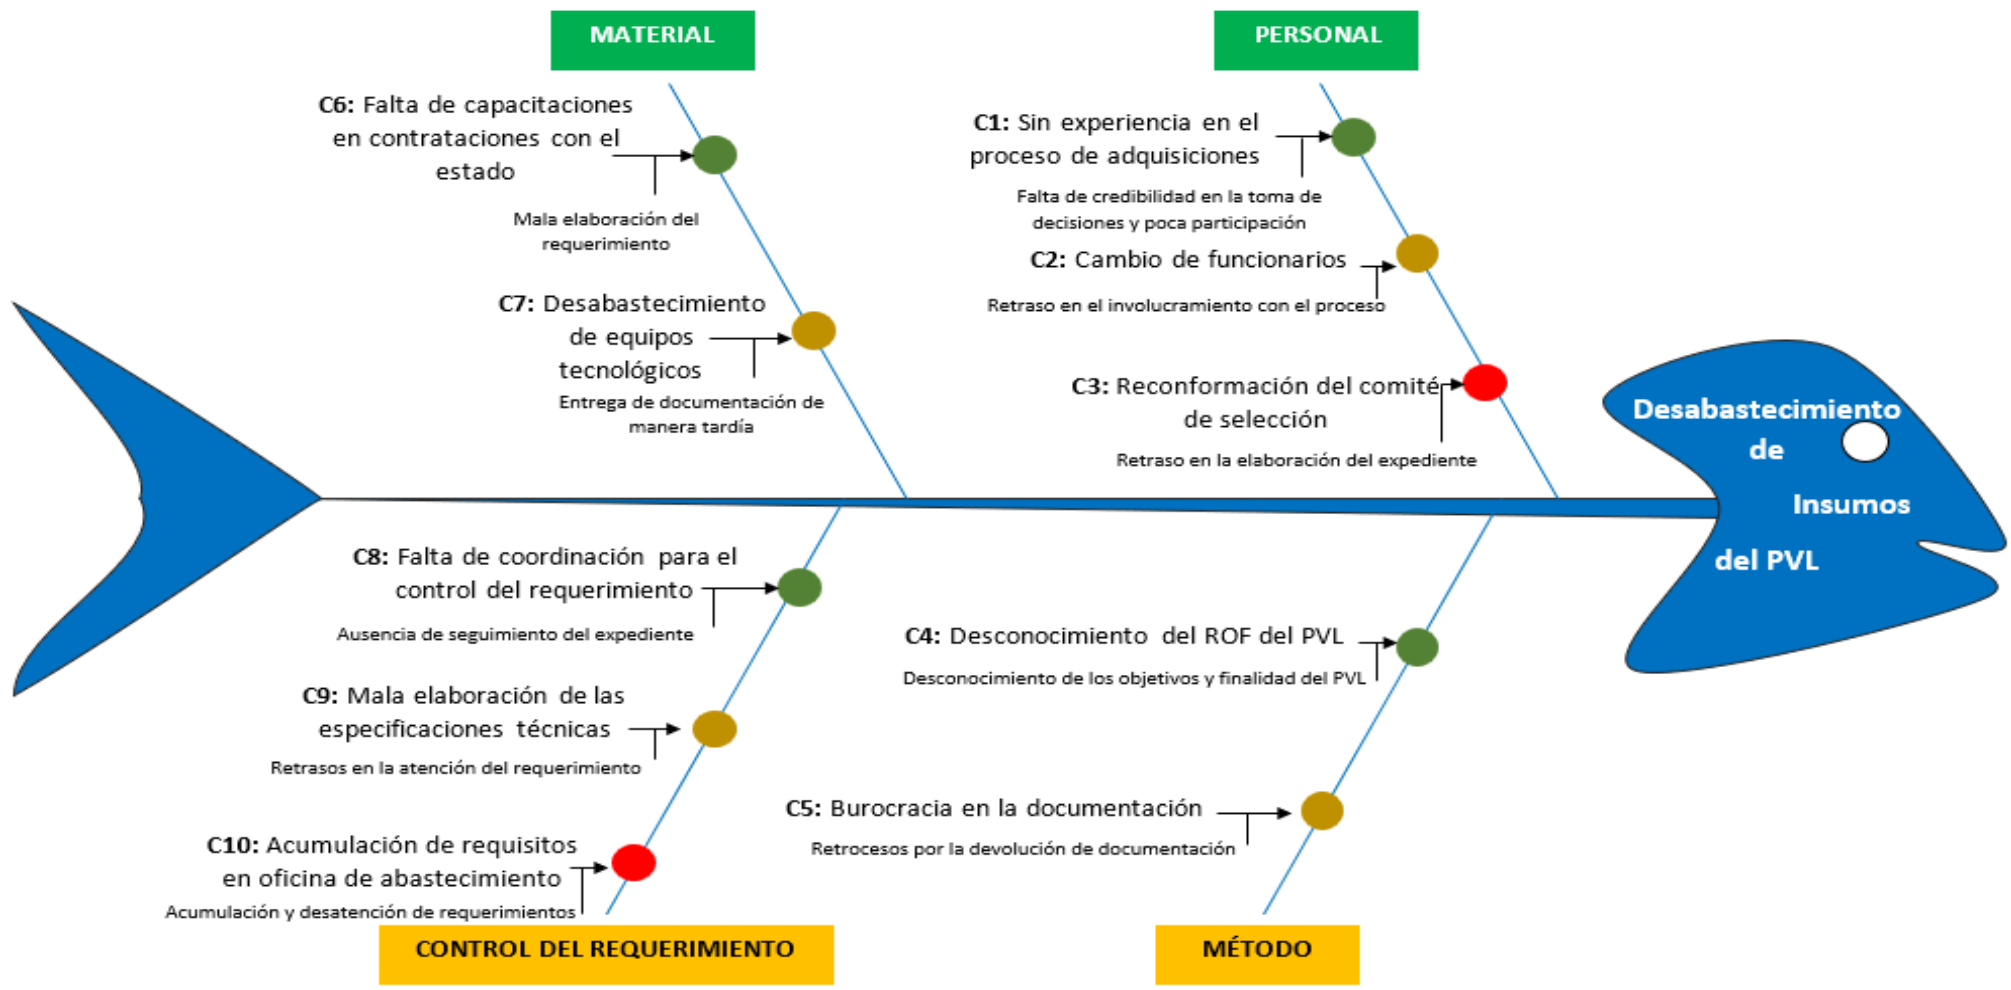 MATERIAL
C6: Falta de capacitaciones
en contrataciones con el
estado
Mala elaboración del
requerimiento
C7: Desabastecimiento
de equipos
tecnológicos
Entrega de documentación de
manera tardía
PERSONAL
C1: Sin experiencia en el
proceso de adquisiciones
Falta de credibilidad en la toma de
decisiones y poca participación
C2: Cambio de funcionarios
Retraso en el involucramiento con el proceso
C3: Reconformación del comité
de selección
Retraso en la elaboración del expediente
Desabastecimiento
de
Insumos
del PVL
C8: Falta de coordinación para el
control del requerimiento
Ausencia de seguimiento del expediente
C9: Mala elaboración de las
especificaciones técnicas
Retrasos en la atención del requerimiento
C10: Acumulación de requisitos
en oficina de abastecimiento
Acumulación y desatención de requerimientos
CONTROL DEL REQUERIMIENTO
C4: Desconocimiento del ROF del PVL
Desconocimiento de los objetivos y finalidad del PVL
C5: Burocracia en la documentación
Retrocesos por la devolución de documentación
MÉTODO